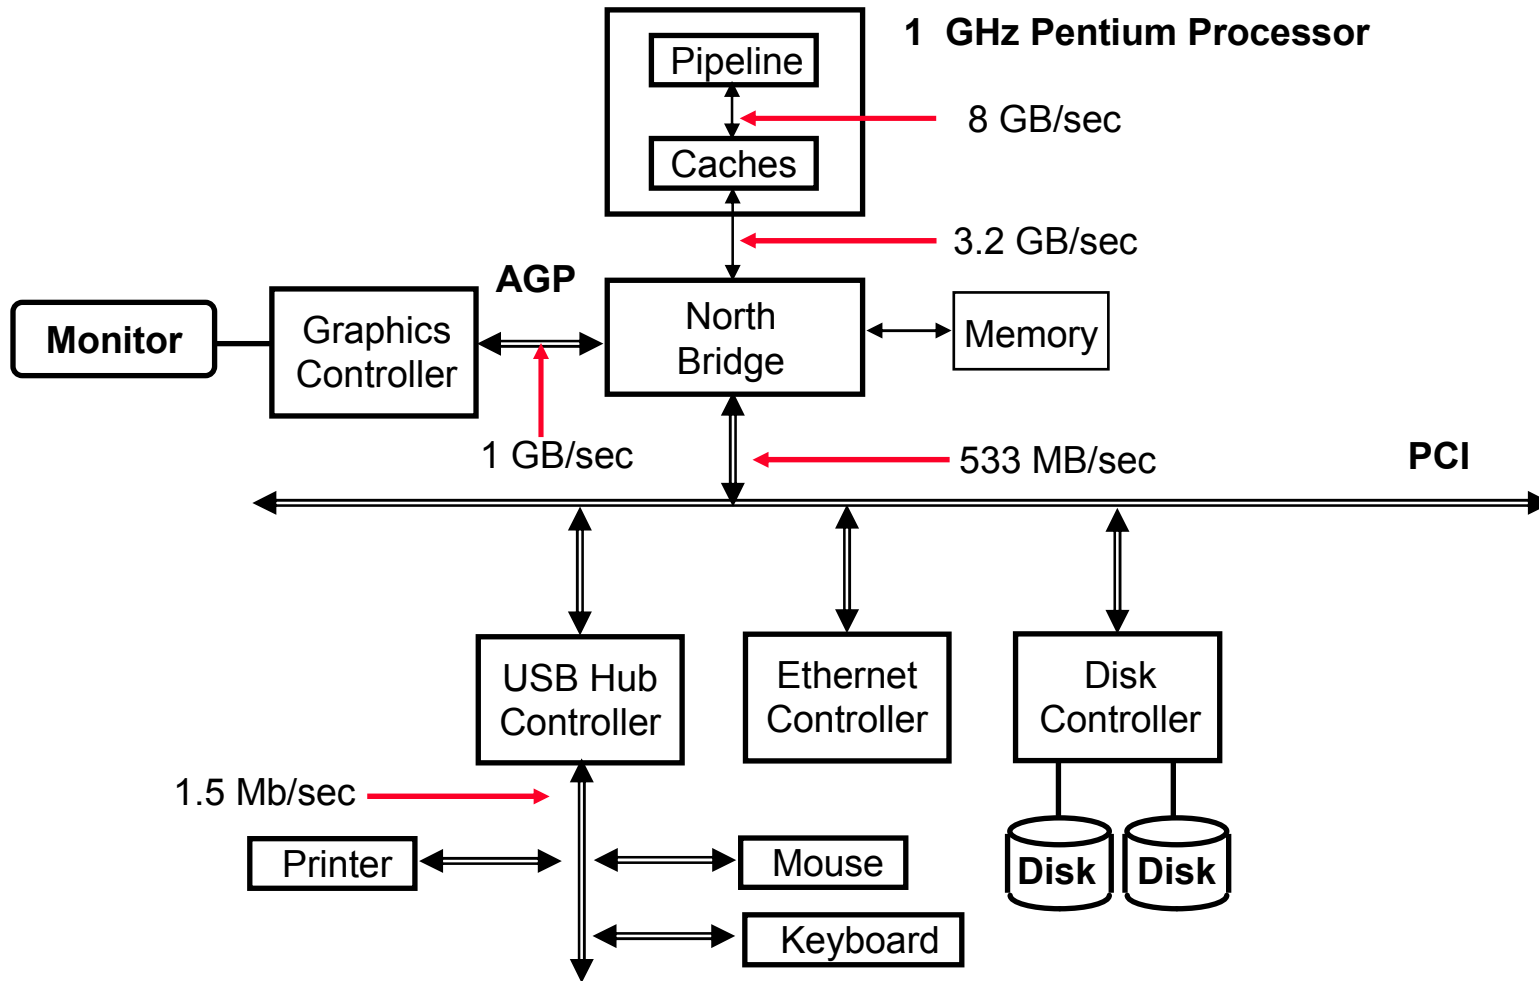 1 GHz Pentium Processor
Pipeline
8 GB/sec
Caches
3.2 GB/sec
AGP
Monitor
Graphics
Controller
North
Bridge
Memory
1 GB/sec
533 MB/sec
PCI
USB Hub
Controller
Ethernet
Controller
Disk
Controller
1.5 Mb/sec
Printer
Mouse
Disk
Disk
Keyboard